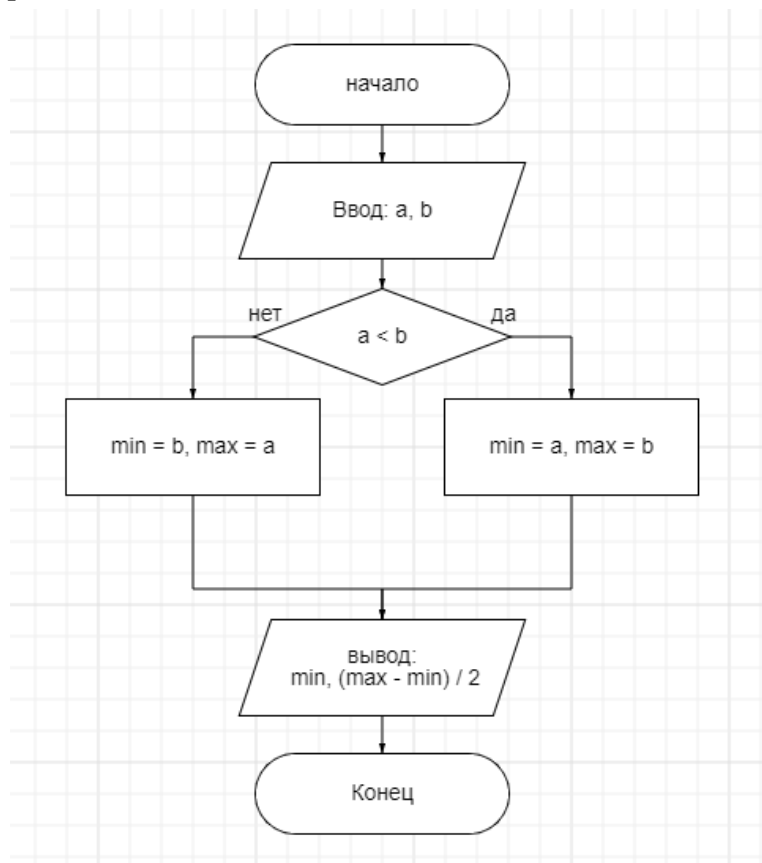 начало
Ввод: a, b
нет
да
a < b
min = b, max = a
min = a, max = b
вывод:
min, (max - min) / 2
Конец